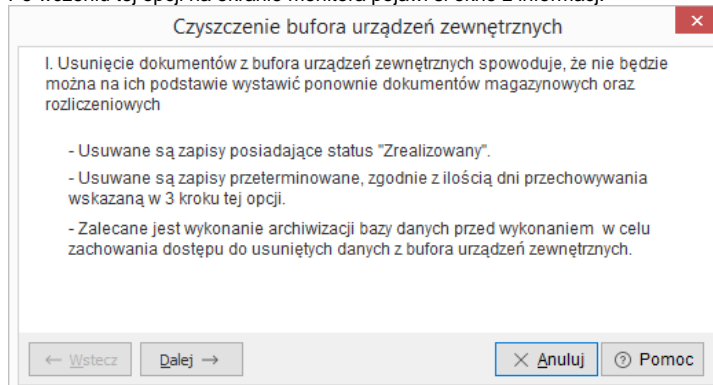 Czyszczenie bufora urządzeń zewnętrznych
I. Usunięcie dokumentów z bufora urządzeń zewnętrznych spowoduje, że nie będzie
można na ich podstawie wystawić ponownie dokumentów magazynowych oraz
rozliczeniowych
- Usuwane są zapisy posiadające status "Zrealizowany".
- Usuwane są zapisy przeterminowane, zgodnie z ilością dni przechowywania
wskazaną w 3 kroku tej opcji.
- Zalecane jest wykonanie archiwizacji bazy danych przed wykonaniem w celu
zachowania dostępu do usuniętych danych z bufora urządzeń zewnętrznych.
← Wstecz Dalej → Anuluj Pomoc